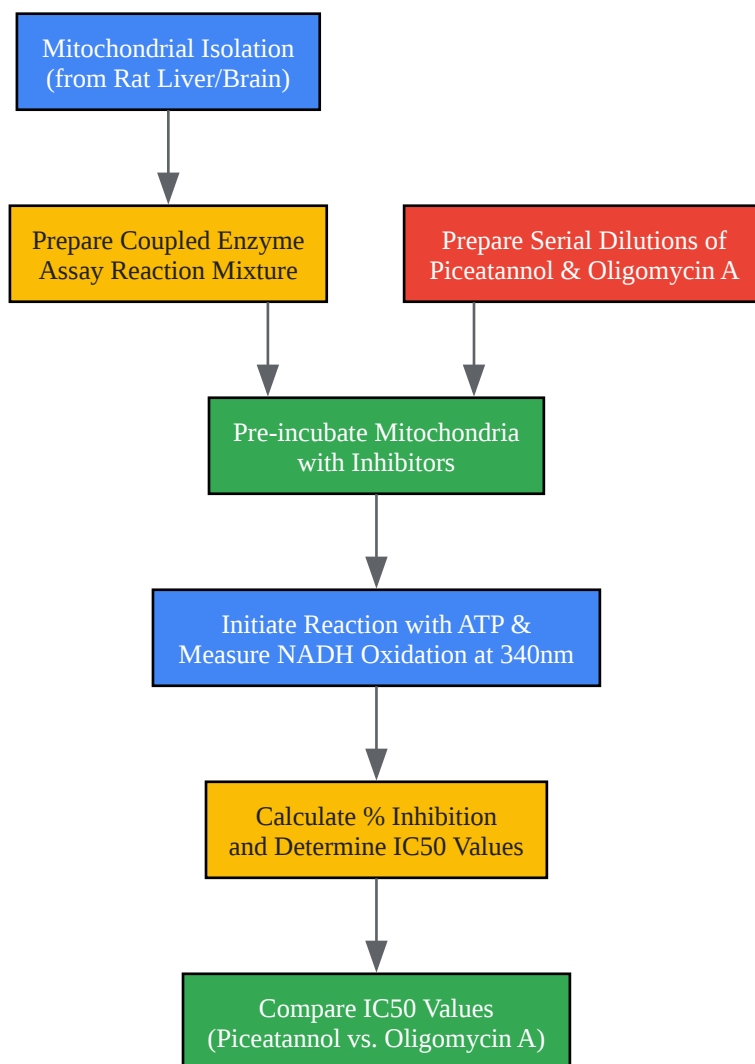 Mitochondrial Isolation
(from Rat Liver/Brain)
Prepare Coupled Enzyme
Assay Reaction Mixture
Prepare Serial Dilutions of
Piceatannol & Oligomycin A
Pre-incubate Mitochondria
with Inhibitors
Initiate Reaction with ATP &
Measure NADH Oxidation at 340nm
Calculate % Inhibition
and Determine IC50 Values
Compare IC50 Values
(Piceatannol vs. Oligomycin A)